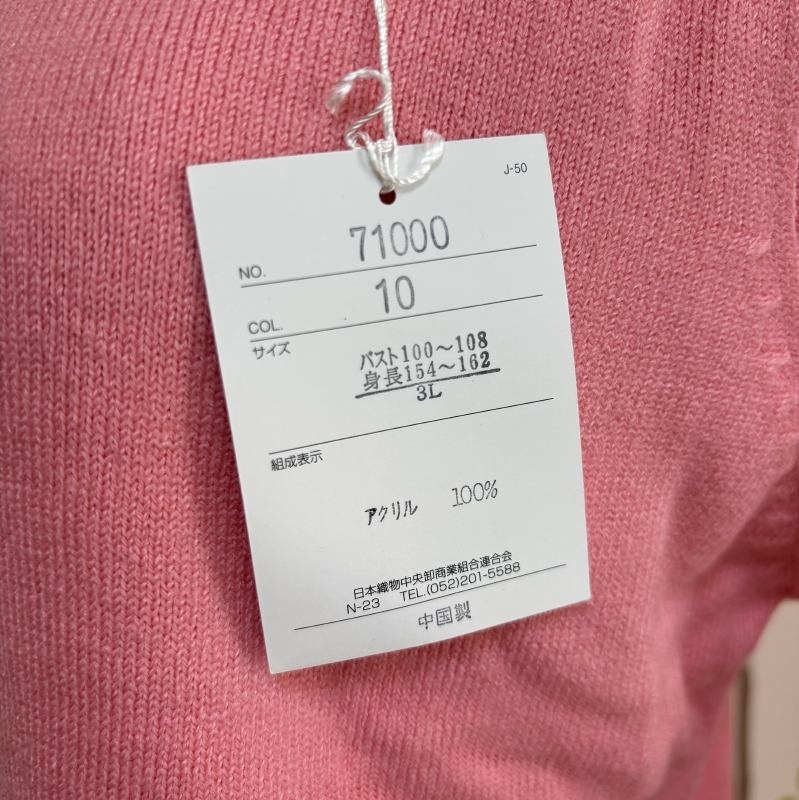 J-50
NO. 71000
COL. 10
サイズ
バスト100〜108
身長154〜162
3L
組成表示
アクリル 100%
日本織物中央卸商業組合連合会
N-23 TEL.(052)201-5588
中国製